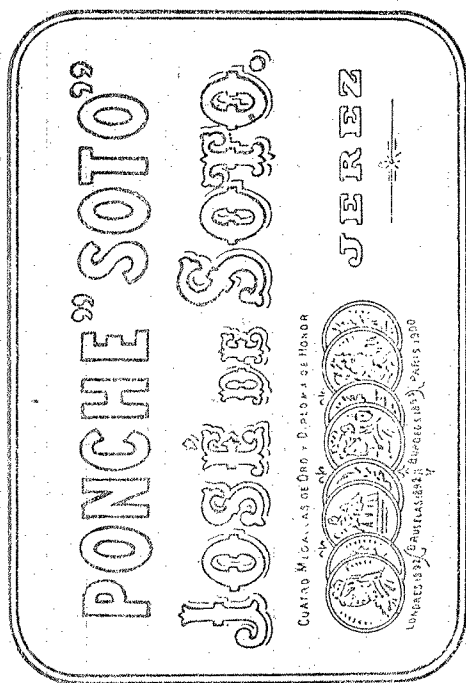 PONCHE "SOTO"
JOSÉ DE SOTO.
CUATRO MEDALLAS DE ORO Y DIPLOMA DE HONOR
LONDRES 1892 BRUSELAS 1892 BURDEOS PARIS 1900
JEREZ